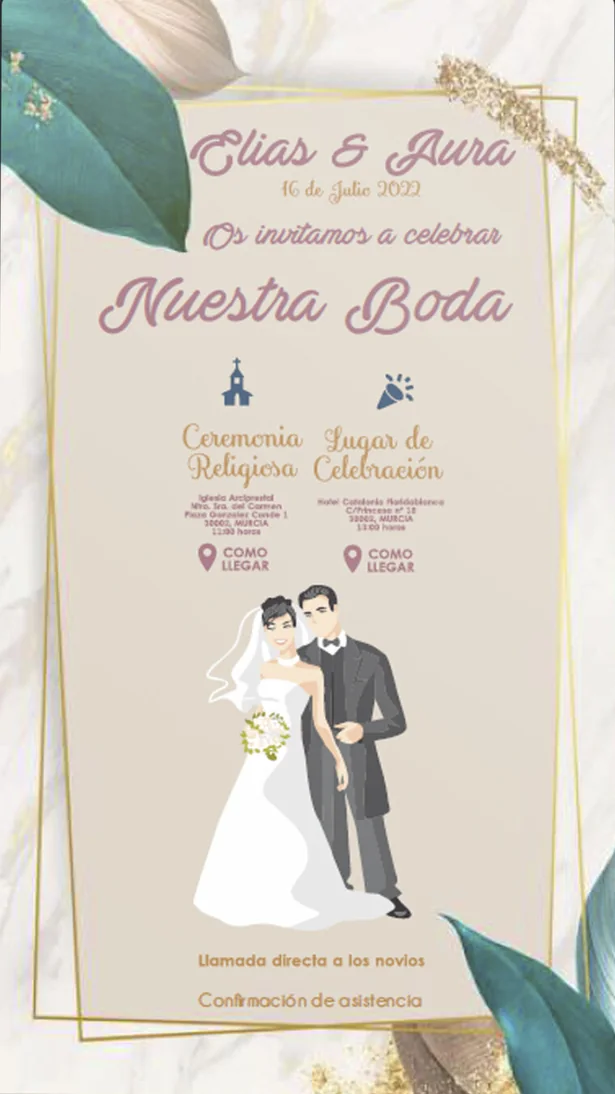 Elias & Aura
16 de Julio 2022
Os invitamos a celebrar
Nuestra Boda
Ceremonia
Religiosa
Iglesia Arciprestal
Ntra. Sra. del Carmen
Plaza Gonzalez Conde 1
30002, MURCIA
11:00 horas
COMO
LLEGAR
Lugar de
Celebración
Hotel Catalonia Floridablanca
C/Princesa nº 18
30002, MURCIA
13:00 horas
COMO
LLEGAR
Llamada directa a los novios
Confirmación de asistencia